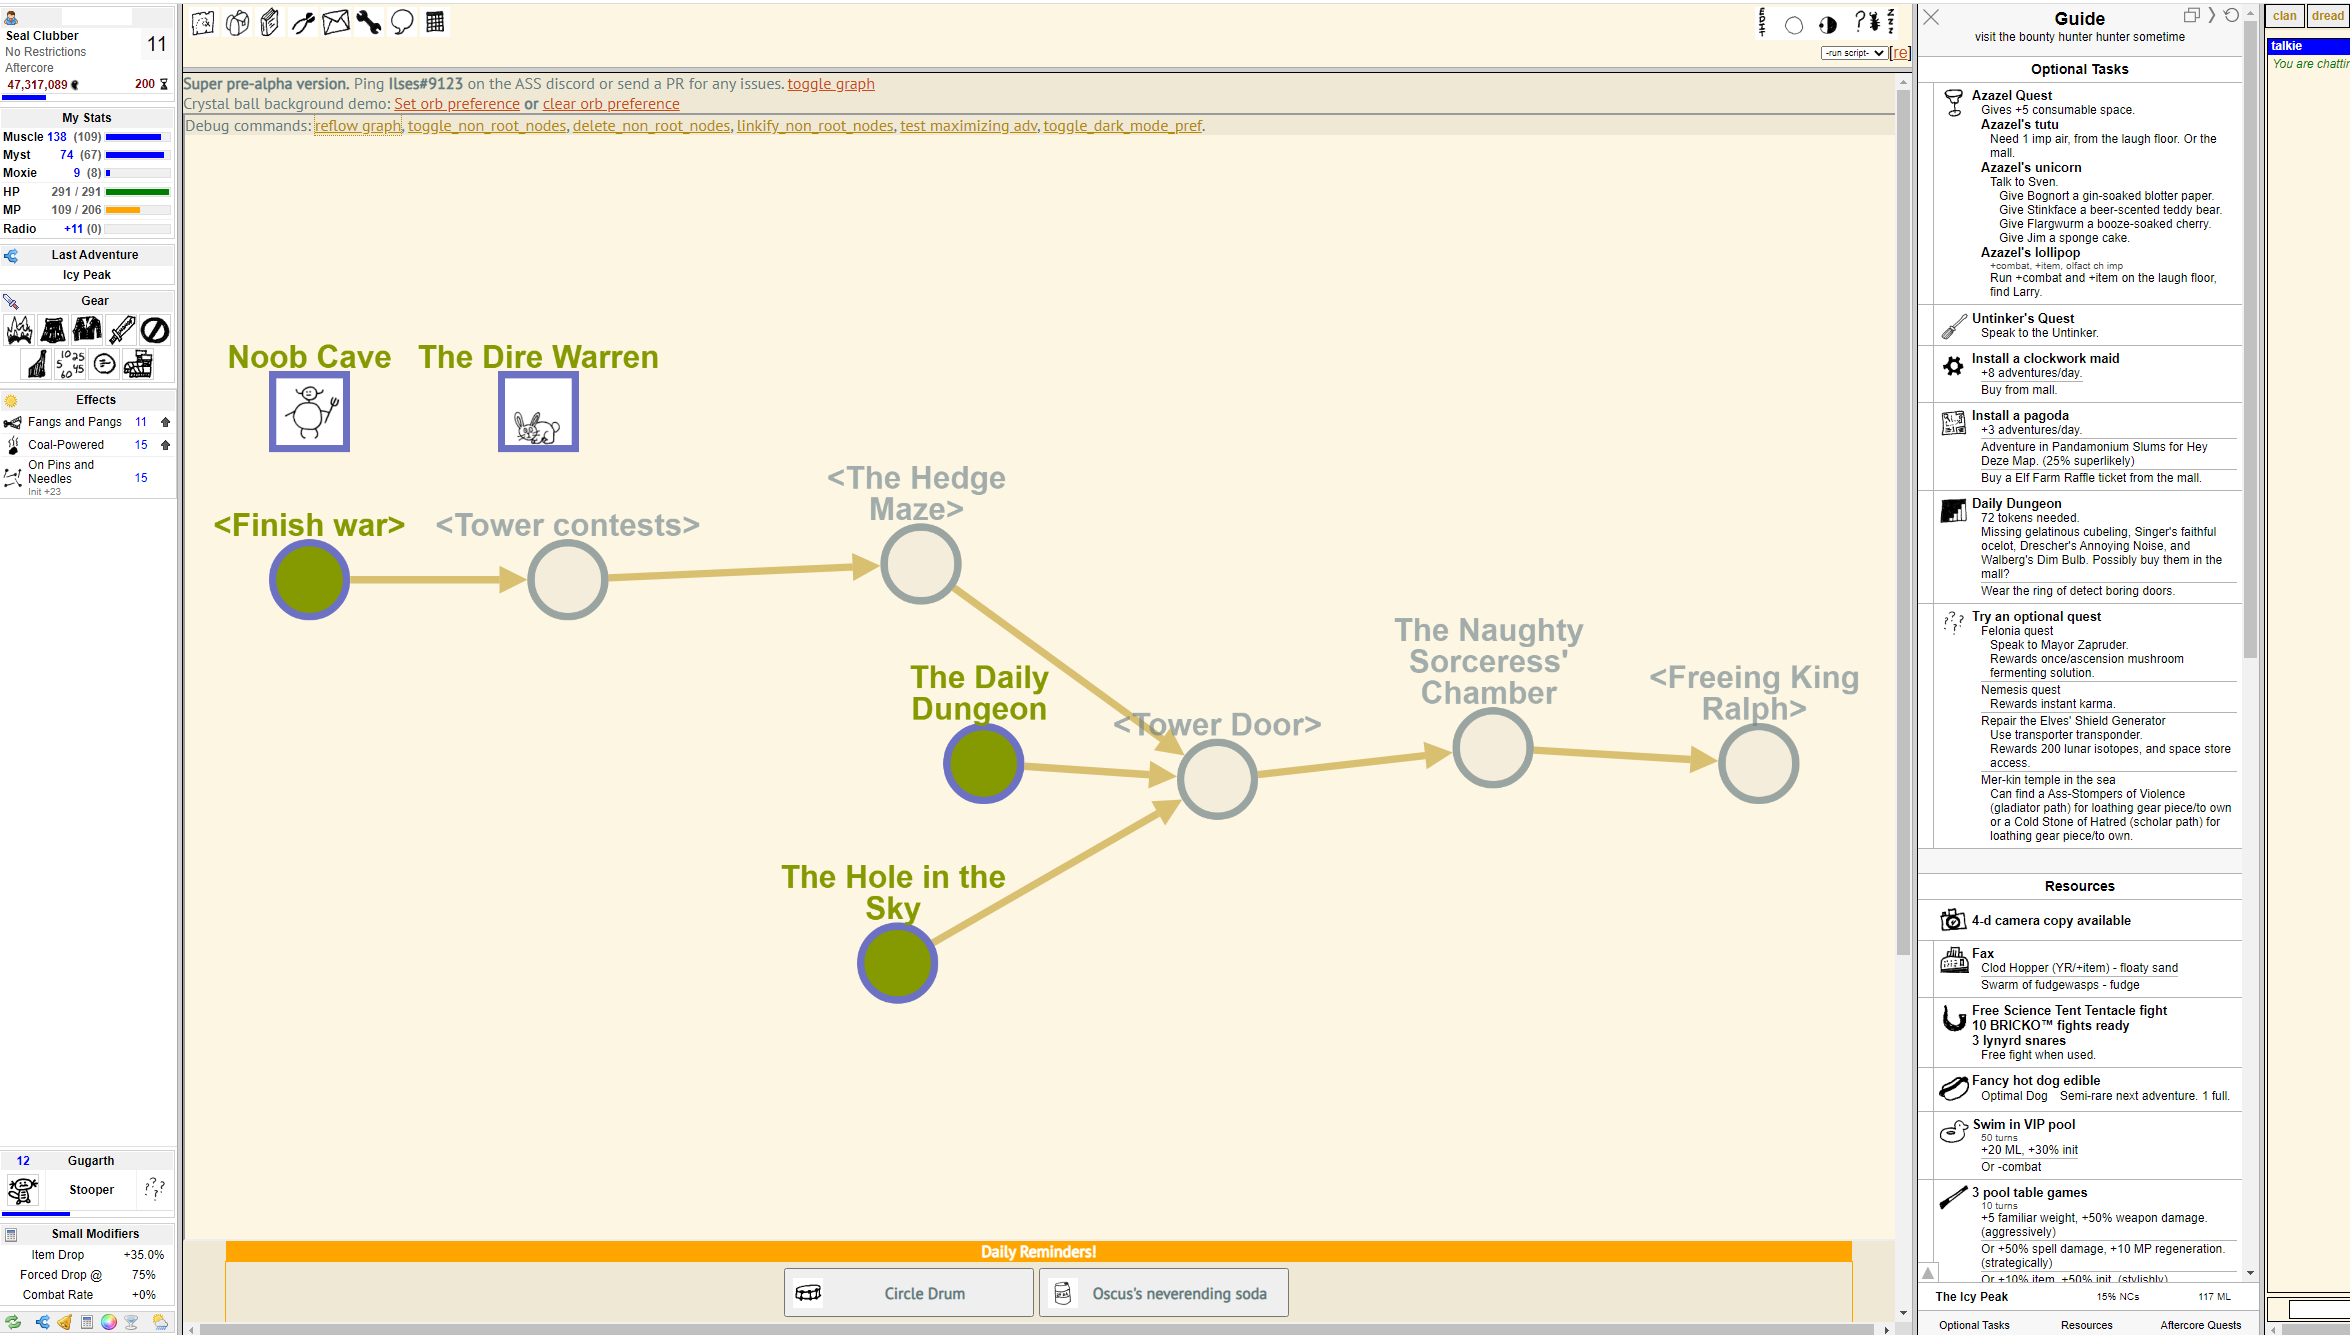 Seal Clubber
11
No Restrictions
Aftercore
47,317,089 200
My Stats
Muscle 138 (109)
Myst 74 (67)
Moxie 9 (8)
HP 291 / 291
MP 109 / 206
Radio +11 (0)
Last Adventure
Icy Peak
Gear
Effects
Fangs and Pangs 11
Coal-Powered 15
On Pins and
Needles 15
Init +23
12 Gugarth
Stooper
Small Modifiers
Item Drop +35.0%
Forced Drop @ 75%
Combat Rate +0%
EDIT
-run script- [re]
Super pre-alpha version. Ping Ilses#9123 on the ASS discord or send a PR for any issues. toggle graph
Crystal ball background demo: Set orb preference or clear orb preference
Debug commands: reflow graph, toggle_non_root_nodes, delete_non_root_nodes, linkify_non_root_nodes, test maximizing adv, toggle_dark_mode_pref.
Noob Cave The Dire Warren
<Finish war> <Tower contests>
<The Hedge
Maze>
The Daily
Dungeon
<Tower Door>
The Naughty
Sorceress'
Chamber
<Freeing King
Ralph>
The Hole in the
Sky
Daily Reminders!
Circle Drum Oscus's neverending soda
Guide
visit the bounty hunter hunter sometime
Optional Tasks
Azazel Quest
Gives +5 consumable space.
Azazel's tutu
Need 1 imp air, from the laugh floor. Or the
mall.
Azazel's unicorn
Talk to Sven.
Give Bognort a gin-soaked blotter paper.
Give Stinkface a beer-scented teddy bear.
Give Flargwurm a booze-soaked cherry.
Give Jim a sponge cake.
Azazel's lollipop
+combat, +item, olfact ch imp
Run +combat and +item on the laugh floor,
find Larry.
Untinker's Quest
Speak to the Untinker.
Install a clockwork maid
+8 adventures/day.
Buy from mall.
Install a pagoda
+3 adventures/day.
Adventure in Pandamonium Slums for Hey
Deze Map. (25% superlikely)
Buy a Elf Farm Raffle ticket from the mall.
Daily Dungeon
72 tokens needed.
Missing gelatinous cubeling, Singer's faithful
ocelot, Drescher's Annoying Noise, and
Walberg's Dim Bulb. Possibly buy them in the
mall?
Wear the ring of detect boring doors.
Try an optional quest
Felonia quest
Speak to Mayor Zapruder.
Rewards once/ascension mushroom
fermenting solution.
Nemesis quest
Rewards instant karma.
Repair the Elves' Shield Generator
Use transporter transponder.
Rewards 200 lunar isotopes, and space store
access.
Mer-kin temple in the sea
Can find a Ass-Stompers of Violence
(gladiator path) for loathing gear piece/to own
or a Cold Stone of Hatred (scholar path) for
loathing gear piece/to own.
Resources
4-d camera copy available
Fax
Clod Hopper (YR/+item) - floaty sand
Swarm of fudgewasps - fudge
Free Science Tent Tentacle fight
10 BRICKO™ fights ready
3 lynyrd snares
Free fight when used.
Fancy hot dog edible
Optimal Dog Semi-rare next adventure. 1 full.
Swim in VIP pool
50 turns
+20 ML, +30% init
Or -combat
3 pool table games
10 turns
+5 familiar weight, +50% weapon damage.
(aggressively)
Or +50% spell damage, +10 MP regeneration.
(strategically)
Or +10% item, +50% init. (stylishly)
The Icy Peak 15% NCs 117 ML
Optional Tasks Resources Aftercore Quests
clan dread
talkie
You are chattin